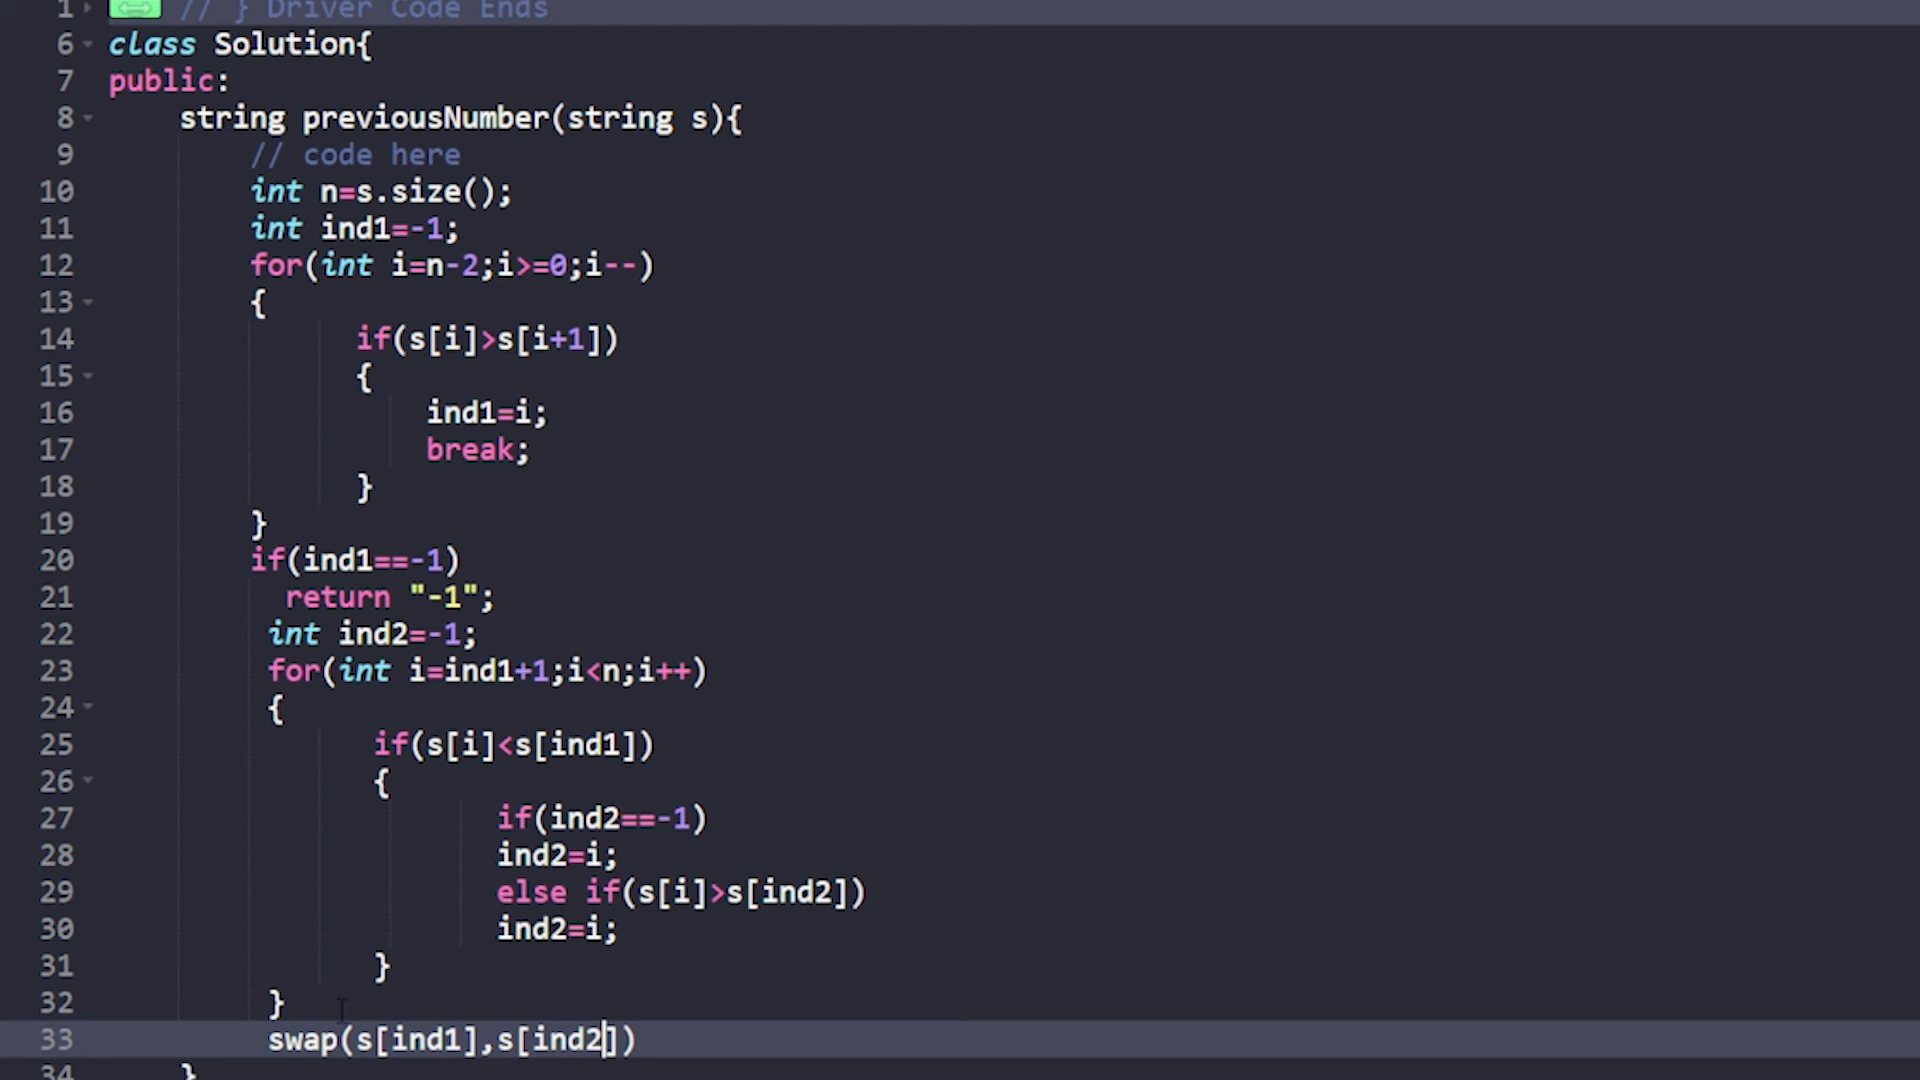 1 // } Driver Code Ends
6 class Solution{
7 public:
8 string previousNumber(string s){
9 // code here
10 int n=s.size();
11 int ind1=-1;
12 for(int i=n-2;i>=0;i--)
13 {
14 if(s[i]>s[i+1])
15 {
16 ind1=i;
17 break;
18 }
19 }
20 if(ind1==-1)
21 return "-1";
22 int ind2=-1;
23 for(int i=ind1+1;i<n;i++)
24 {
25 if(s[i]<s[ind1])
26 {
27 if(ind2==-1)
28 ind2=i;
29 else if(s[i]>s[ind2])
30 ind2=i;
31 }
32 }
33 swap(s[ind1],s[ind2])
34 }